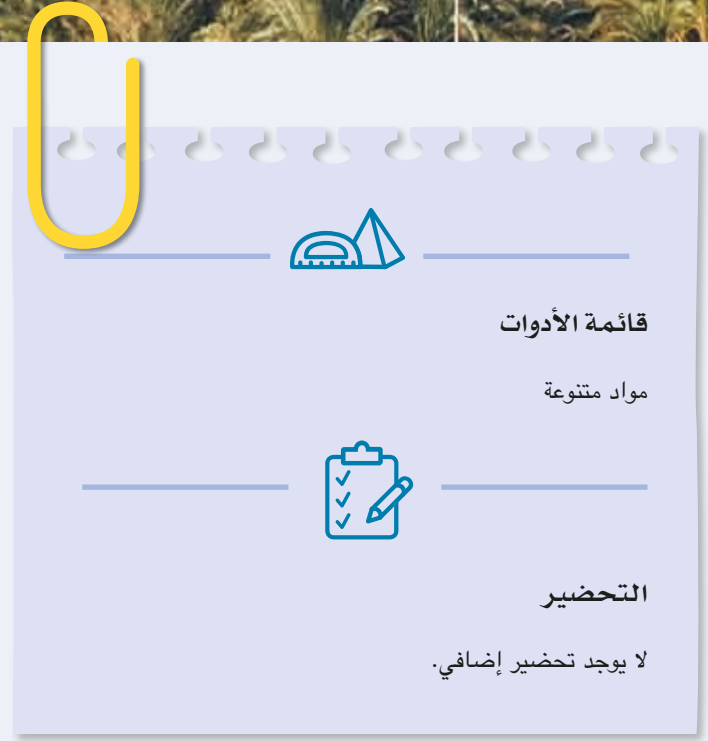 قائمة الأدوات
مواد متنوعة
التحضير
لا يوجد تحضير إضافي.